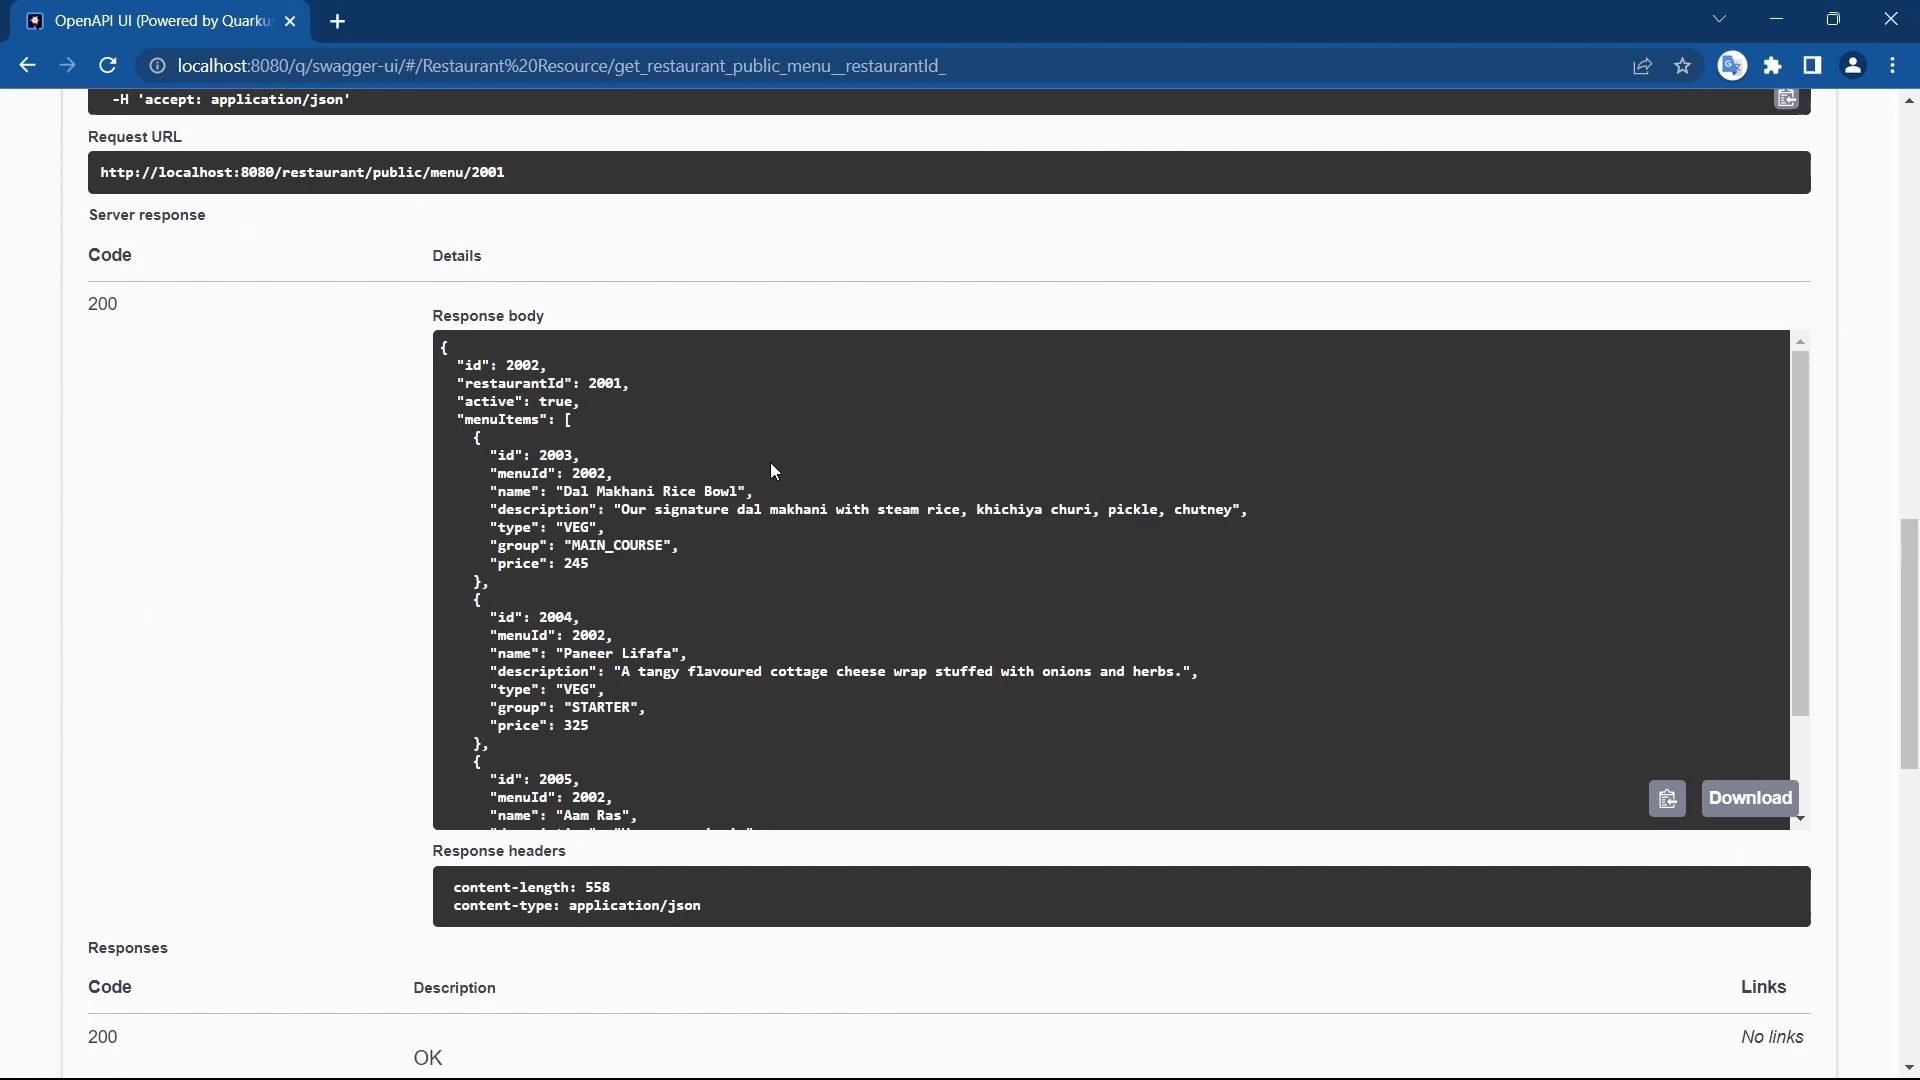 OpenAPI UI (Powered by Quarku
localhost:8080/q/swagger-ui/#/Restaurant%20Resource/get_restaurant_public_menu__restaurantId_
-H 'accept: application/json'
Request URL
http://localhost:8080/restaurant/public/menu/2001
Server response
Code Details
200
Response body
{
"id": 2002,
"restaurantId": 2001,
"active": true,
"menuItems": [
{
"id": 2003,
"menuId": 2002,
"name": "Dal Makhani Rice Bowl",
"description": "Our signature dal makhani with steam rice, khichiya churi, pickle, chutney",
"type": "VEG",
"group": "MAIN_COURSE",
"price": 245
},
{
"id": 2004,
"menuId": 2002,
"name": "Paneer Lifafa",
"description": "A tangy flavoured cottage cheese wrap stuffed with onions and herbs.",
"type": "VEG",
"group": "STARTER",
"price": 325
},
{
"id": 2005,
"menuId": 2002,
"name": "Aam Ras",
Download
Response headers
content-length: 558
content-type: application/json
Responses
Code Description Links
200 No links
OK